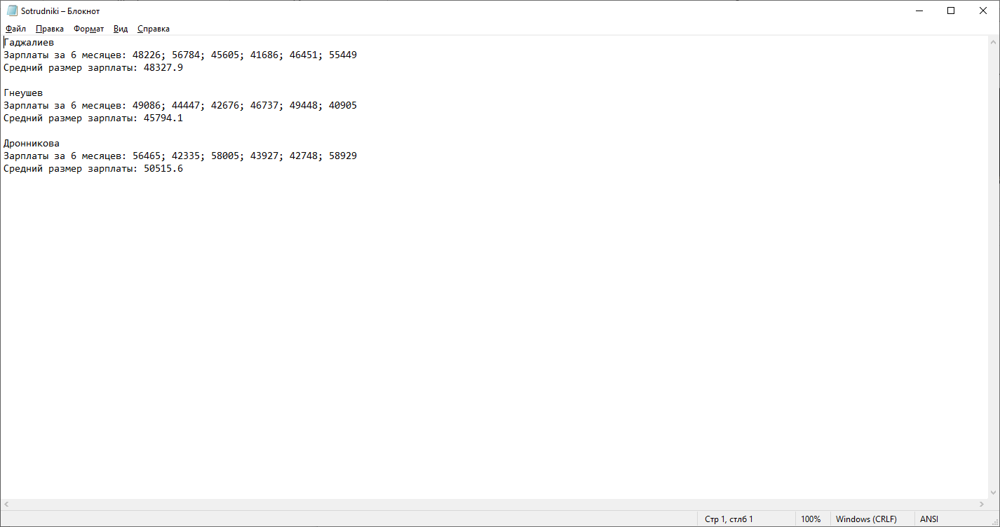 Sotrudniki – Блокнот
Файл Правка Формат Вид Справка
Гаджалиев
Зарплаты за 6 месяцев: 48226; 56784; 45605; 41686; 46451; 55449
Средний размер зарплаты: 48327.9
Гнеушев
Зарплаты за 6 месяцев: 49086; 44447; 42676; 46737; 49448; 40905
Средний размер зарплаты: 45794.1
Дронникова
Зарплаты за 6 месяцев: 56465; 42335; 58005; 43927; 42748; 58929
Средний размер зарплаты: 50515.6
Стр 1, стлб 1 100% Windows (CRLF) ANSI